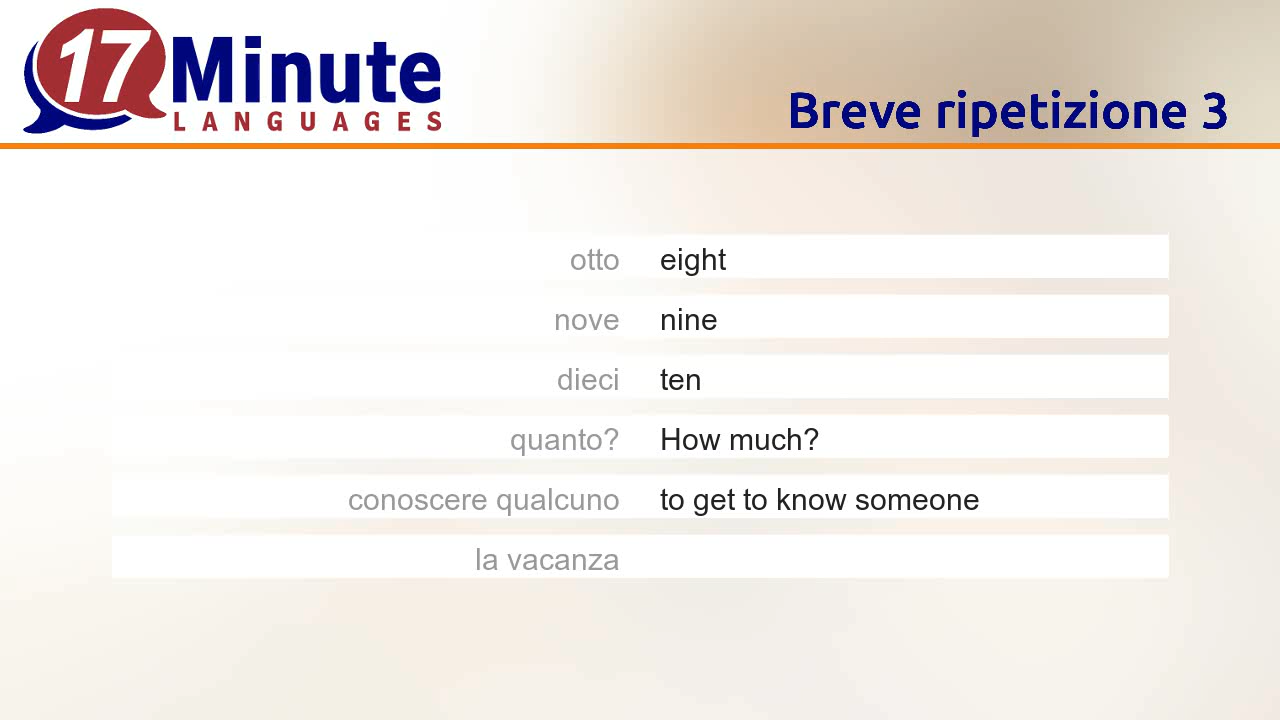 17 Minute
LANGUAGES
Breve ripetizione 3
otto eight
nove nine
dieci ten
quanto? How much?
conoscere qualcuno to get to know someone
la vacanza